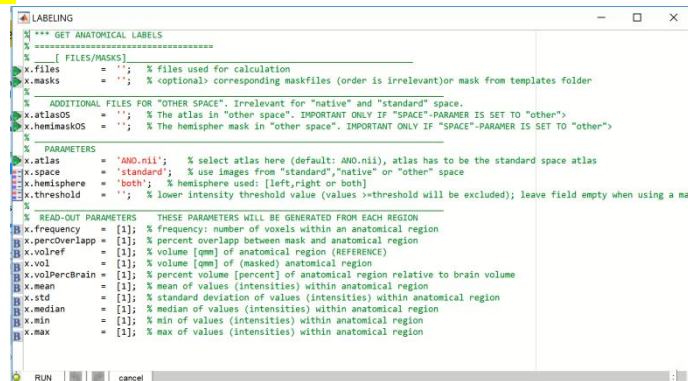 LABELING
% *** GET ANATOMICAL LABELS
% ===================================
% ____[ FILES/MASKS]____
x.files = ''; % files used for calculation
x.masks = ''; % <optional> corresponding maskfiles (order is irrelevant)or mask from templates folder
% ____
% ADDITIONAL FILES FOR "OTHER SPACE". Irrelevant for "native" and "standard" space.
x.atlasOS = ''; % The atlas in "other space". IMPORTANT ONLY IF "SPACE"-PARAMER IS SET TO "other">
x.hemimaskOS = ''; % The hemispher mask in "other space". IMPORTANT ONLY IF "SPACE"-PARAMER IS SET TO "other">
% ____
% PARAMETERS
x.atlas = 'ANO.nii'; % select atlas here (default: ANO.nii), atlas has to be the standard space atlas
x.space = 'standard'; % use images from "standard","native" or "other" space
x.hemisphere = 'both'; % hemisphere used: [left,right or both]
x.threshold = ''; % lower intensity threshold value (values >=threshold will be excluded); leave field empty when using a ma
% ____
% READ-OUT PARAMETERS THESE PARAMETERS WILL BE GENERATED FROM EACH REGION
B x.frequency = [1]; % frequency: number of voxels within an anatomical region
B x.percOverlapp = [1]; % percent overlapp between mask and anatomical region
B x.volref = [1]; % volume [qmm] of anatomical region (REFERENCE)
B x.vol = [1]; % volume [qmm] of (masked) anatomical region
B x.volPercBrain = [1]; % percent volume [percent] of anatomical region relative to brain volume
B x.mean = [1]; % mean of values (intensities) within anatomical region
B x.std = [1]; % standard deviation of values (intensities) within anatomical region
B x.median = [1]; % median of values (intensities) within anatomical region
B x.min = [1]; % min of values (intensities) within anatomical region
B x.max = [1]; % max of values (intensities) within anatomical region
RUN cancel